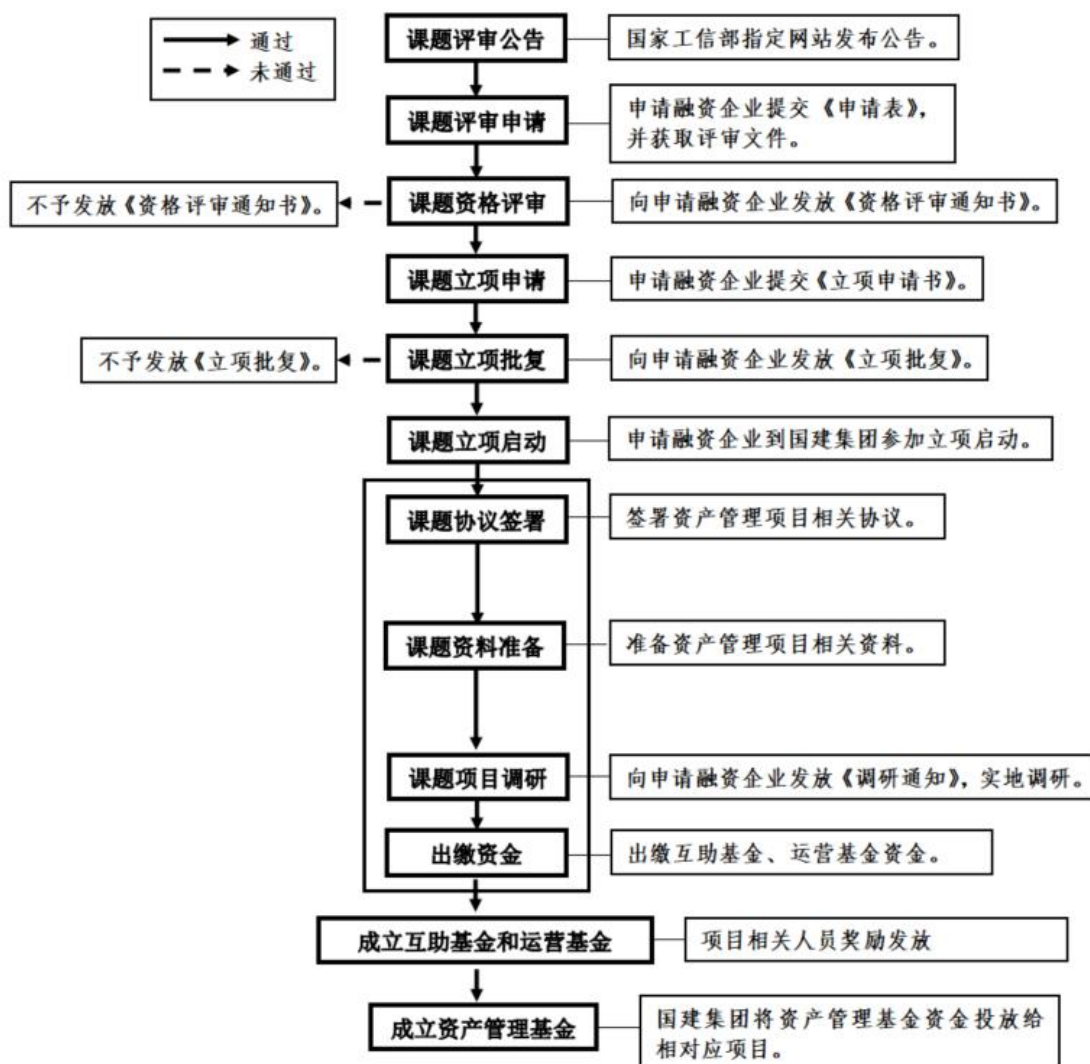 通过
未通过
课题评审公告
国家工信部指定网站发布公告。
课题评审申请
申请融资企业提交《申请表》，
并获取评审文件。
不予发放《资格评审通知书》。
课题资格评审
向申请融资企业发放《资格评审通知书》。
课题立项申请
申请融资企业提交《立项申请书》。
不予发放《立项批复》。
课题立项批复
向申请融资企业发放《立项批复》。
课题立项启动
申请融资企业到国建集团参加立项启动。
课题协议签署
签署资产管理项目相关协议。
课题资料准备
准备资产管理项目相关资料。
课题项目调研
向申请融资企业发放《调研通知》，实地调研。
出缴资金
出缴互助基金、运营基金资金。
成立互助基金和运营基金
项目相关人员奖励发放
成立资产管理基金
国建集团将资产管理基金资金投放给
相对应项目。